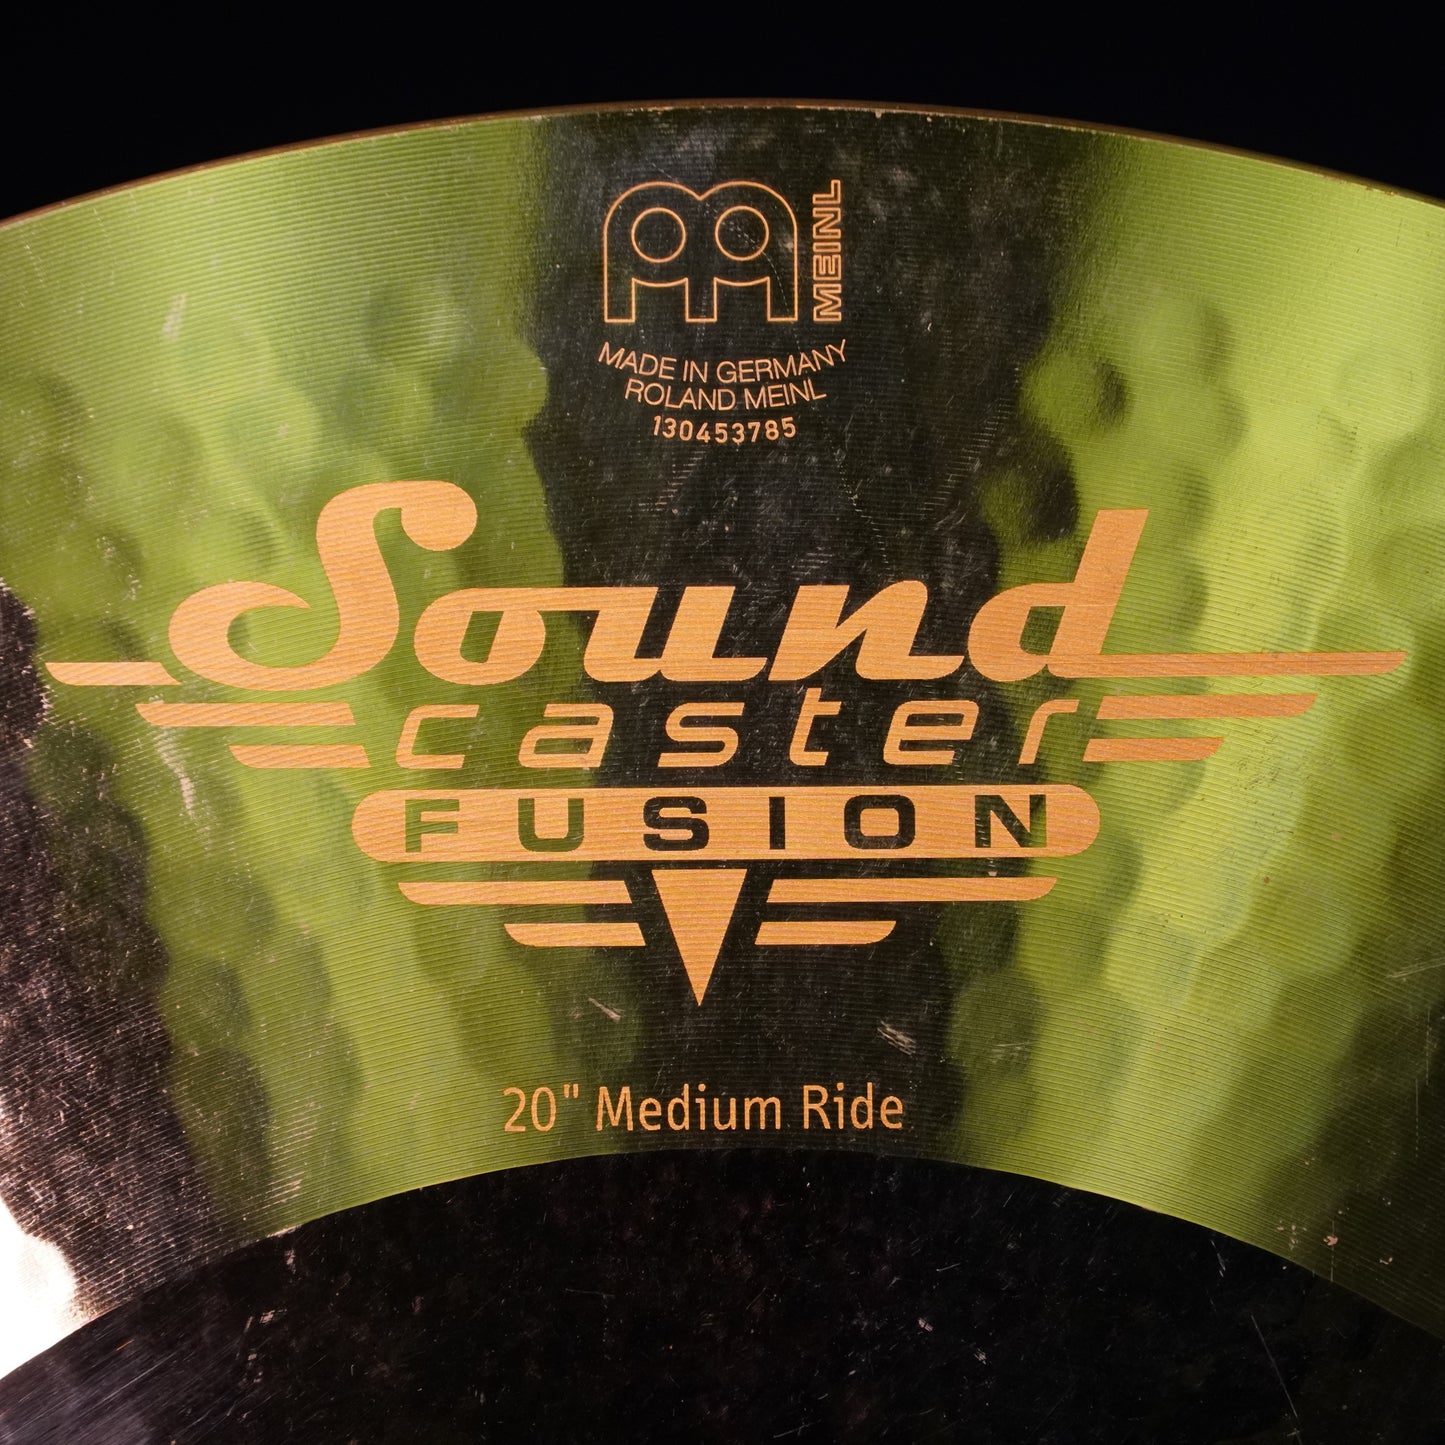 MEINL
MADE IN GERMANY
ROLAND MEINL
130453785
Sound
caster
FUSION
20" Medium Ride